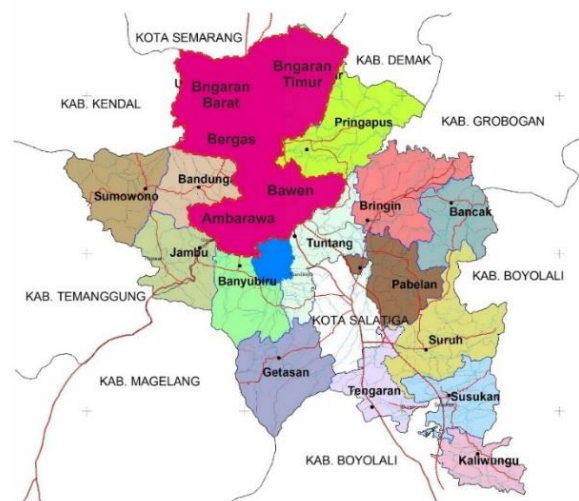 KOTA SEMARANG
KAB. DEMAK
Bngaran
Timur
Bngaran
Barat
KAB. KENDAL
Pringapus
KAB. GROBOGAN
Bergas
Bandung
Sumowono
Bawen
Bringin
Bancak
Ambarawa
Tuntang
Jambu
Banyubiru
Pabelan
KAB. BOYOLALI
KAB. TEMANGGUNG
KOTA SALATIGA
Suruh
Getasan
KAB. MAGELANG
Tengaran
Susukan
Kaliwungu
KAB. BOYOLALI